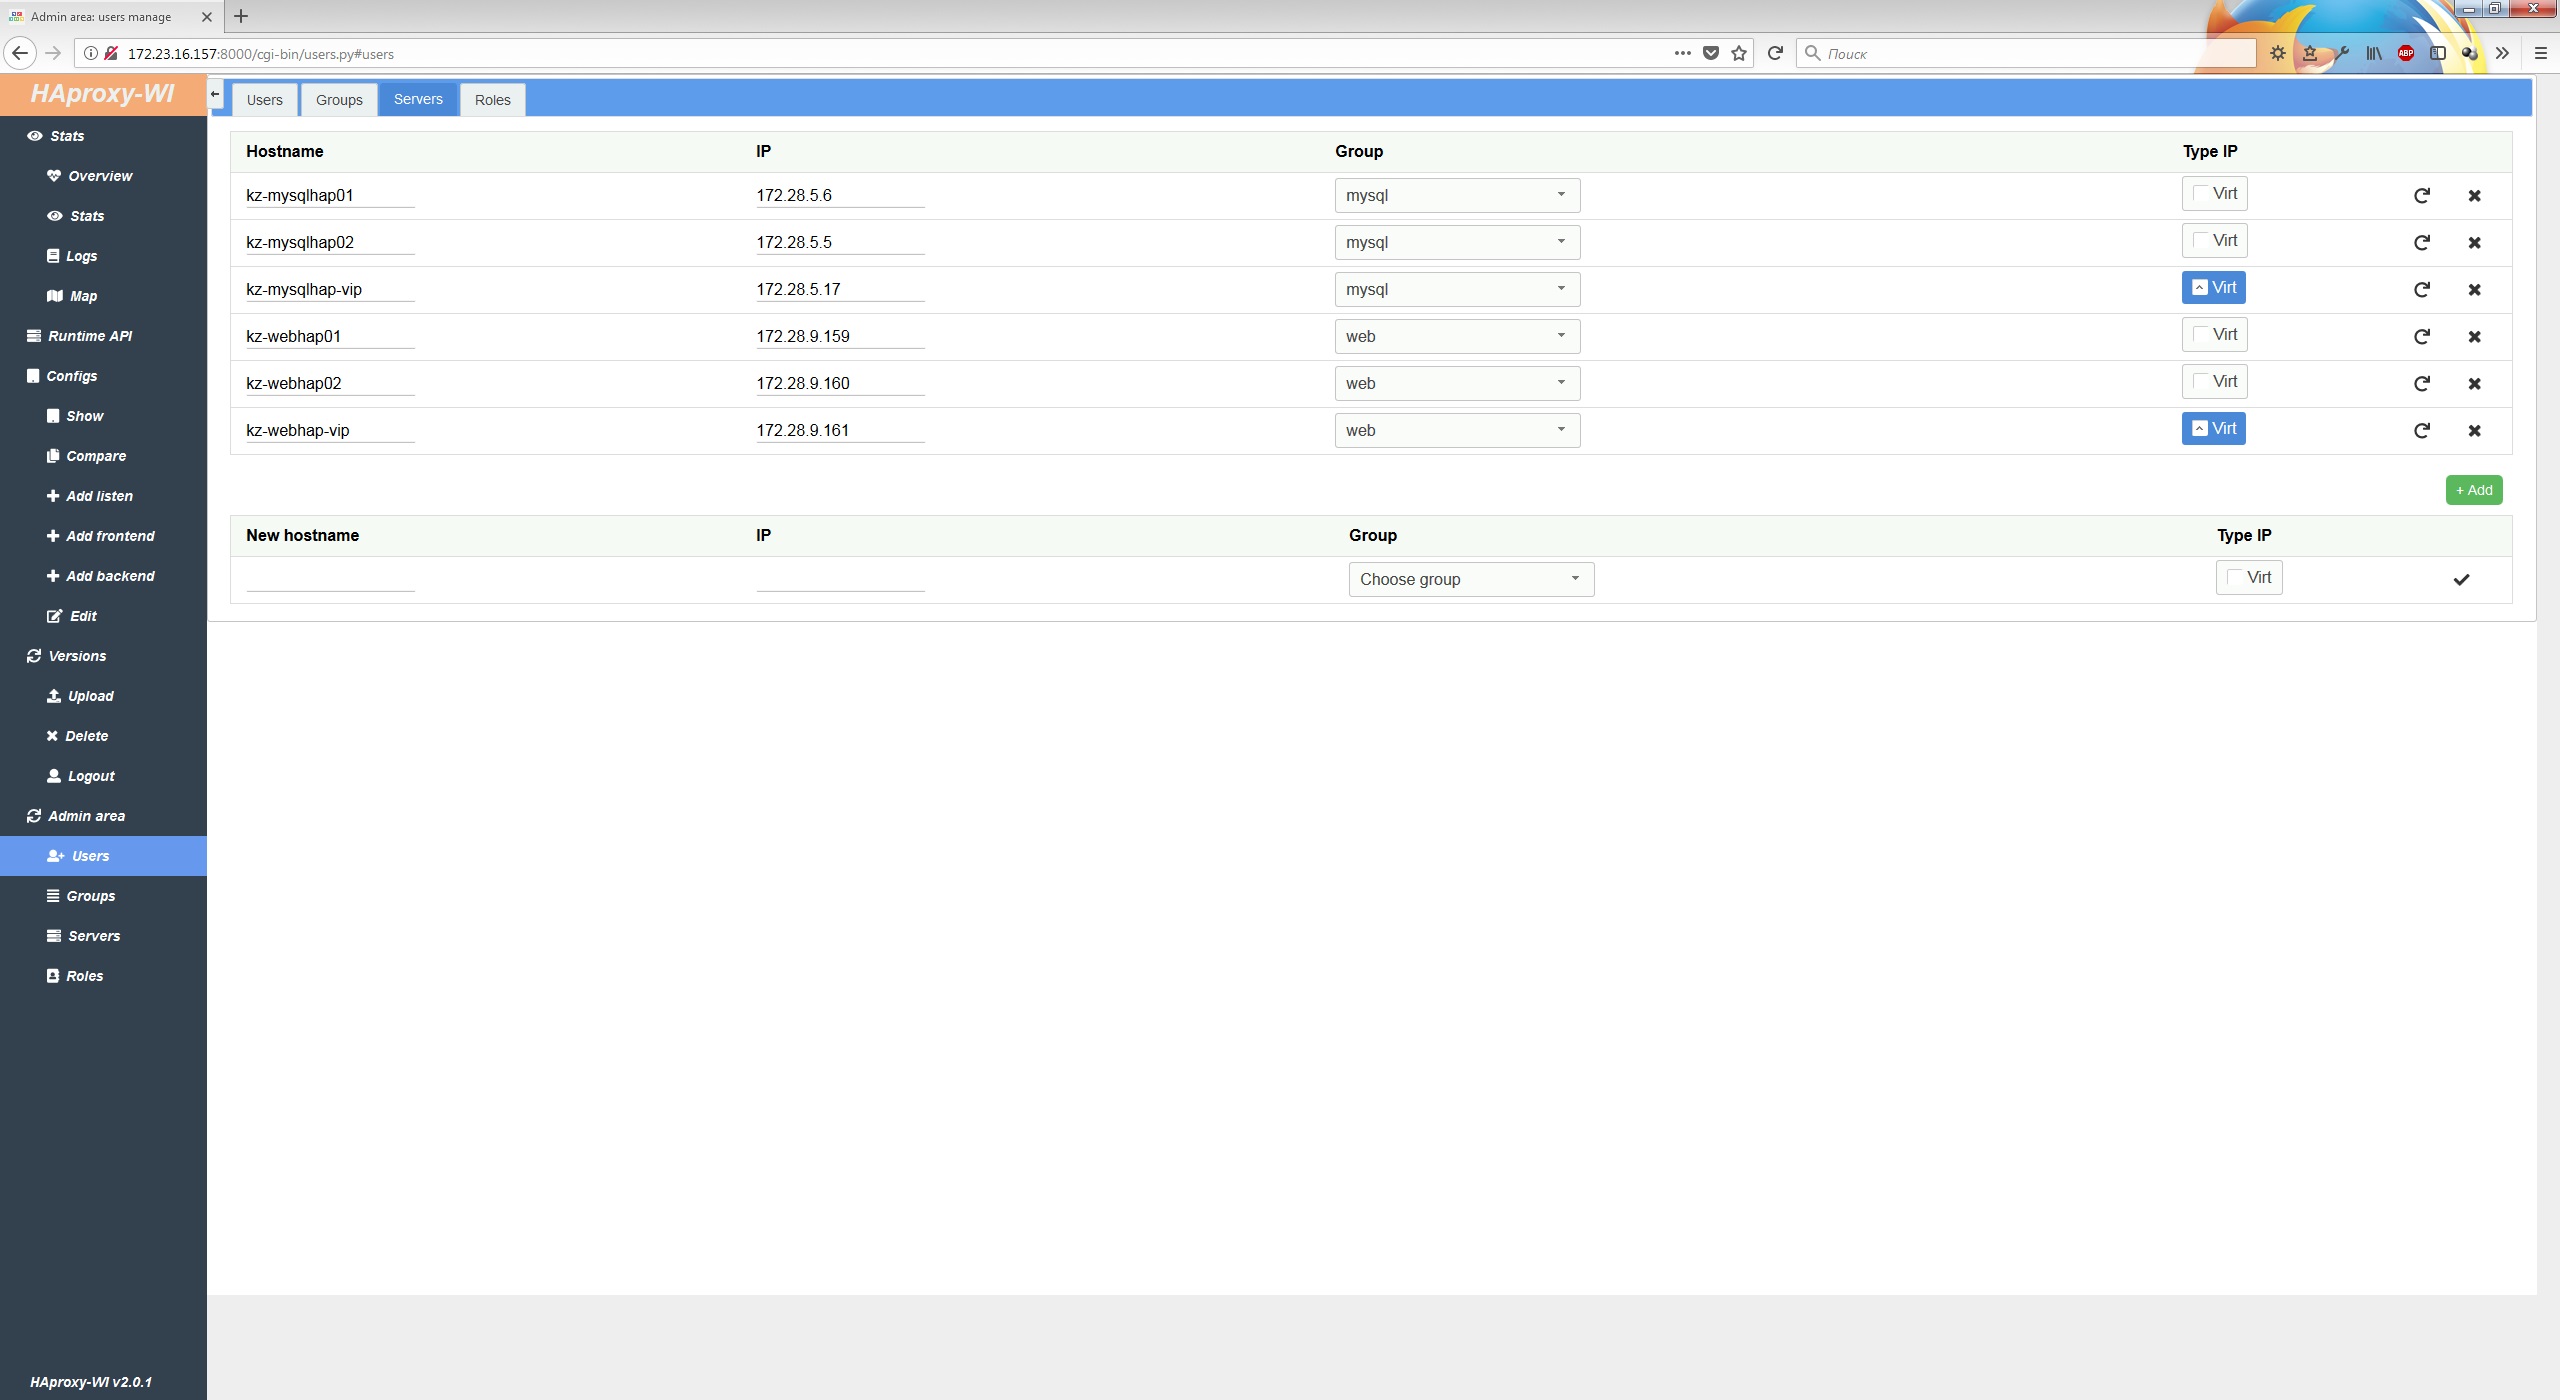 Admin area: users manage
172.23.16.157:8000/cgi-bin/users.py#users
Поиск
ABP
HAproxy-WI
Users Groups Servers Roles
Stats
Overview
Stats
Logs
Map
Runtime API
Configs
Show
Compare
Add listen
Add frontend
Add backend
Edit
Versions
Upload
Delete
Logout
Admin area
Users
Groups
Servers
Roles
HAproxy-WI v2.0.1
Hostname IP Group Type IP
kz-mysqlhap01 172.28.5.6 mysql Virt
kz-mysqlhap02 172.28.5.5 mysql Virt
kz-mysqlhap-vip 172.28.5.17 mysql Virt
kz-webhap01 172.28.9.159 web Virt
kz-webhap02 172.28.9.160 web Virt
kz-webhap-vip 172.28.9.161 web Virt
+ Add
New hostname IP Group Type IP
Choose group Virt